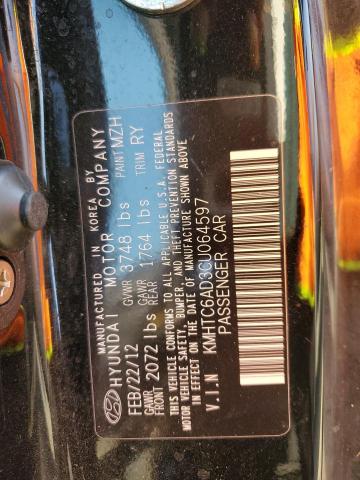 MANUFACTURED IN KOREA BY
HYUNDAI MOTOR COMPANY
FEB/22/12 GVWR 3748 lbs PAINT MZH
GAWR FRONT 2072 lbs GAWR REAR 1764 lbs TRIM RY
THIS VEHICLE CONFORMS TO ALL APPLICABLE U.S.A. FEDERAL
MOTOR VEHICLE SAFETY, BUMPER, AND THEFT PREVENTION STANDARDS
IN EFFECT ON THE DATE OF MANUFACTURE SHOWN ABOVE
V.I.N KMHTC6AD3CU064597
PASSENGER CAR